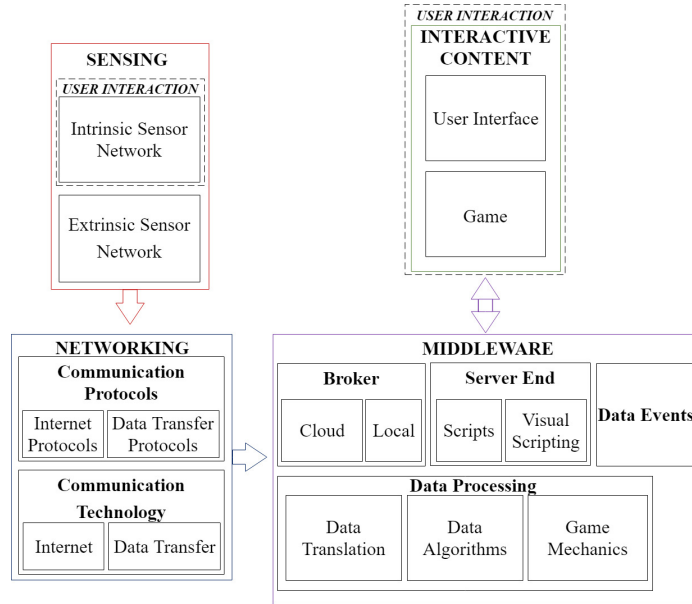 SENSING
USER INTERACTION
Intrinsic Sensor
Network
Extrinsic Sensor
Network
USER INTERACTION
INTERACTIVE
CONTENT
User Interface
Game
NETWORKING
Communication
Protocols
Internet
Protocols
Data Transfer
Protocols
Communication
Technology
Internet
Data Transfer
MIDDLEWARE
Broker
Cloud
Local
Server End
Scripts
Visual
Scripting
Data Events
Data Processing
Data
Translation
Data
Algorithms
Game
Mechanics